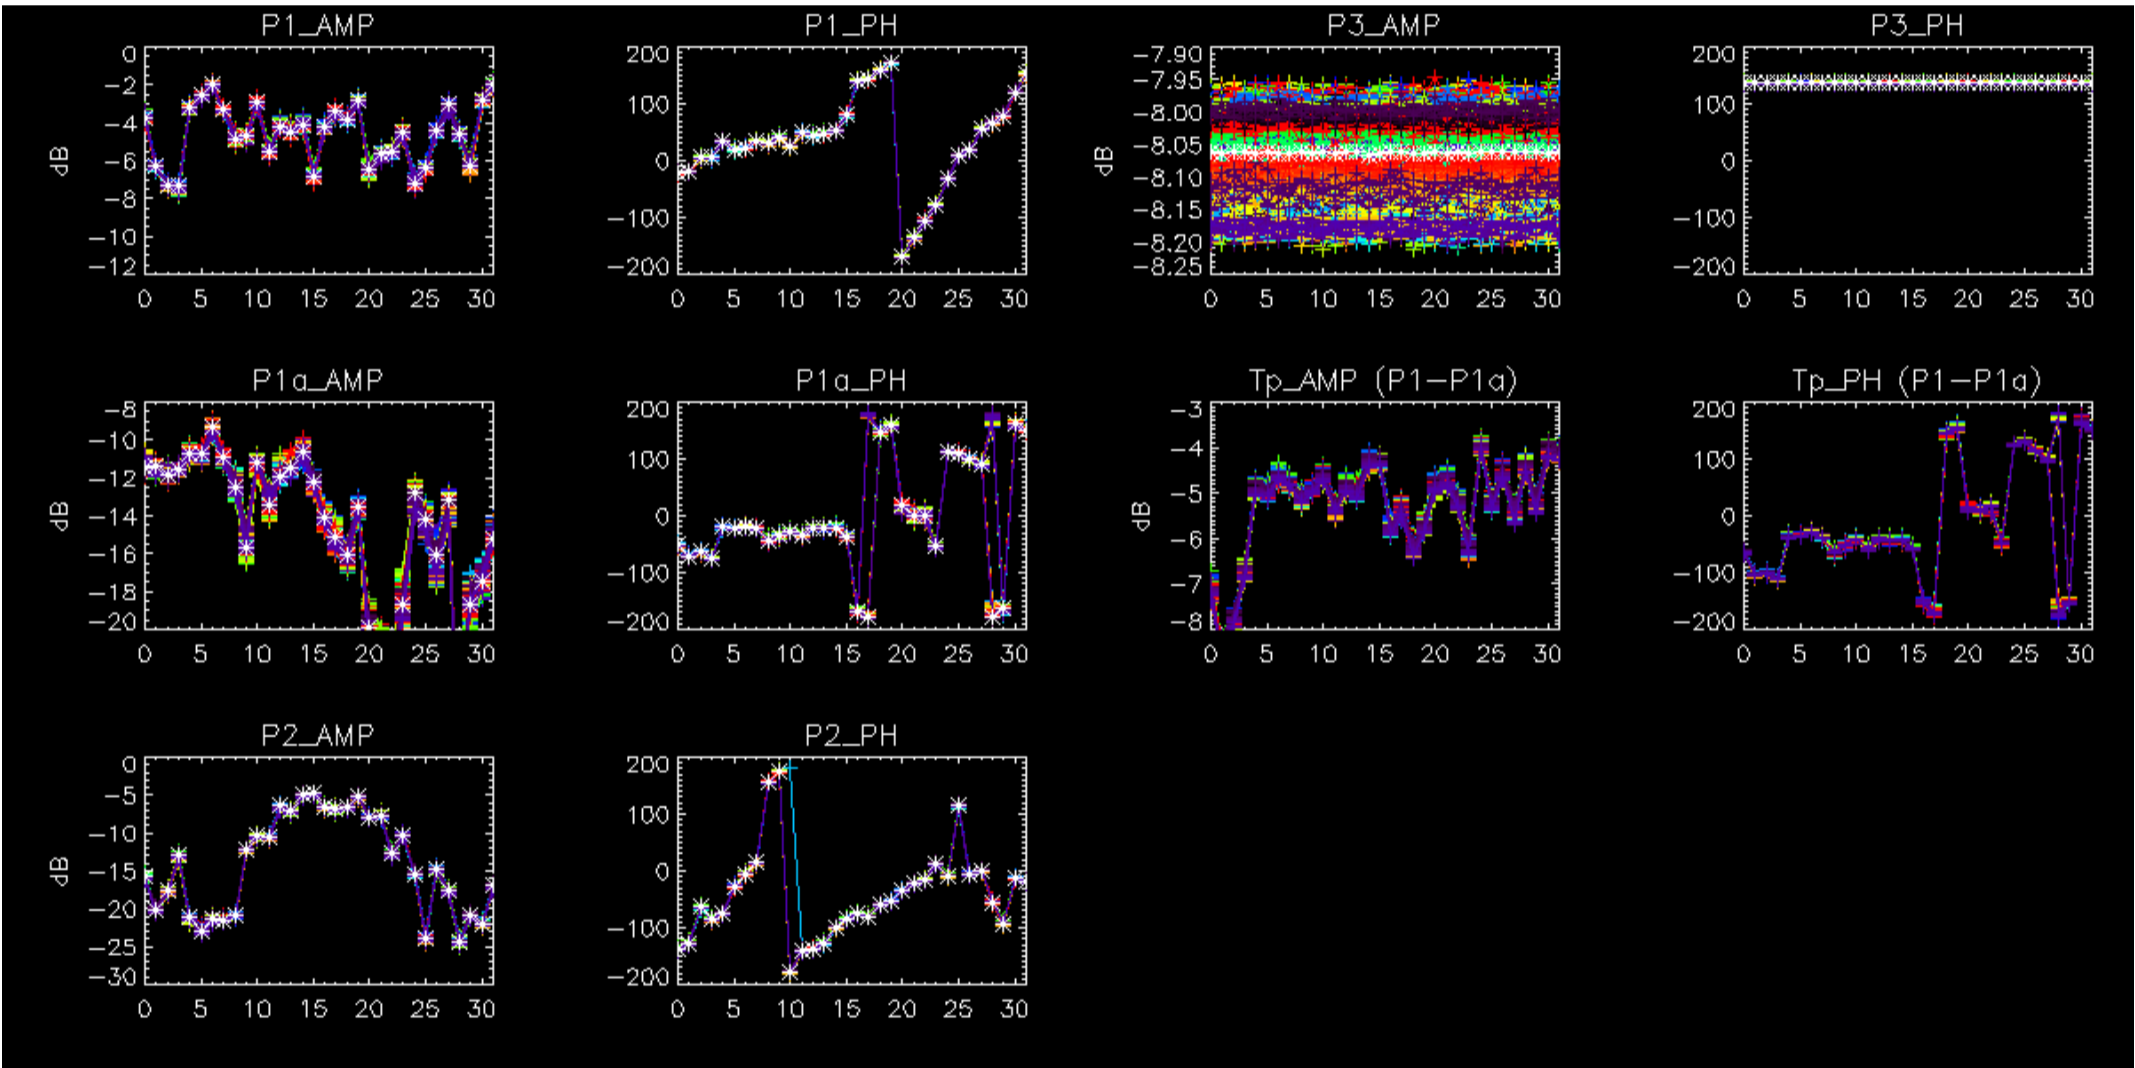 P1_AMP
dB
0
−2
−4
−6
−8
−10
−12
0 5 10 15 20 25 30
P1_PH
200
100
0
−100
−200
0 5 10 15 20 25 30
P3_AMP
dB
−7.90
−7.95
−8.00
−8.05
−8.10
−8.15
−8.20
−8.25
0 5 10 15 20 25 30
P3_PH
200
100
0
−100
−200
0 5 10 15 20 25 30
P1a_AMP
dB
−8
−10
−12
−14
−16
−18
−20
0 5 10 15 20 25 30
P1a_PH
200
100
0
−100
−200
0 5 10 15 20 25 30
Tp_AMP (P1−P1a)
dB
−3
−4
−5
−6
−7
−8
0 5 10 15 20 25 30
Tp_PH (P1−P1a)
200
100
0
−100
−200
0 5 10 15 20 25 30
P2_AMP
dB
0
−5
−10
−15
−20
−25
−30
0 5 10 15 20 25 30
P2_PH
200
100
0
−100
−200
0 5 10 15 20 25 30